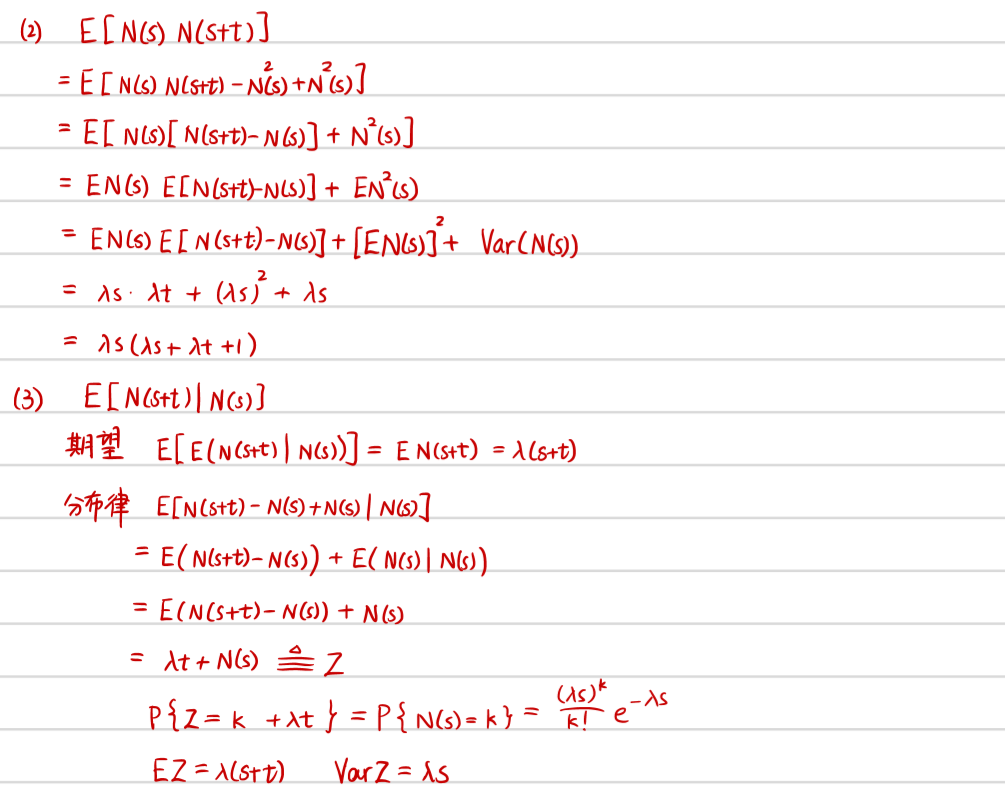 (2) E[N(s) N(s+t)]
= E[N(s) N(s+t) - N²(s) + N²(s)]
= E[N(s)[N(s+t) - N(s)] + N²(s)]
= EN(s) E[N(s+t)-N(s)] + EN²(s)
= EN(s) E[N(s+t)-N(s)] + [EN(s)]² + Var(N(s))
= λs · λt + (λs)² + λs
= λs(λs + λt + 1)
(3) E[N(s+t)|N(s)]
期望 E[E(N(s+t)|N(s))] = EN(s+t) = λ(s+t)
分布律 E[N(s+t) - N(s) + N(s)|N(s)]
= E(N(s+t) - N(s)) + E(N(s)|N(s))
= E(N(s+t) - N(s)) + N(s)
= λt + N(s) ≜ Z
P{Z = k + λt} = P{N(s) = k} = (λs)^k / k! e^{-λs}
EZ = λ(s+t) Var Z = λs